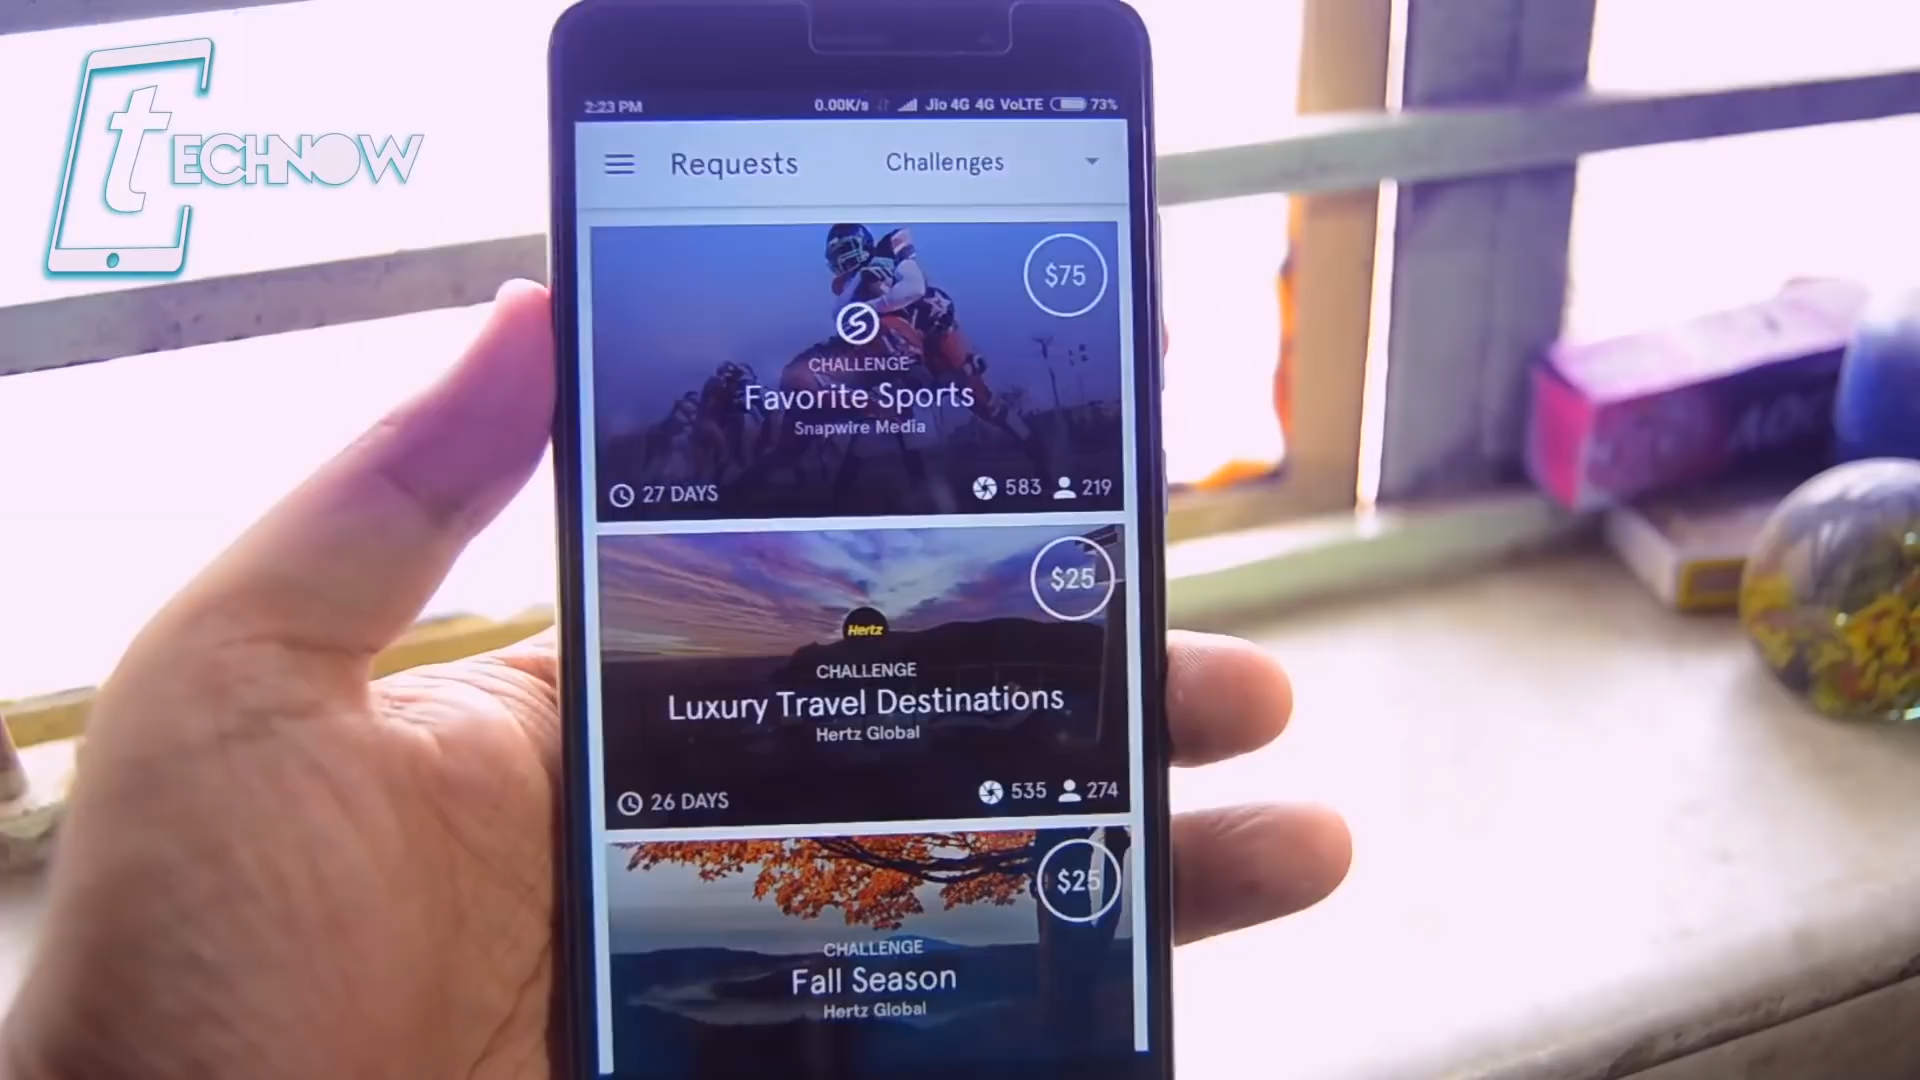 tECHNOW
2:23 PM
0.00K/s Jio 4G 4G VoLTE 73%
Requests Challenges
$75
CHALLENGE
Favorite Sports
Snapwire Media
27 DAYS 583 219
$25
Hertz
CHALLENGE
Luxury Travel Destinations
Hertz Global
26 DAYS 535 274
$25
CHALLENGE
Fall Season
Hertz Global